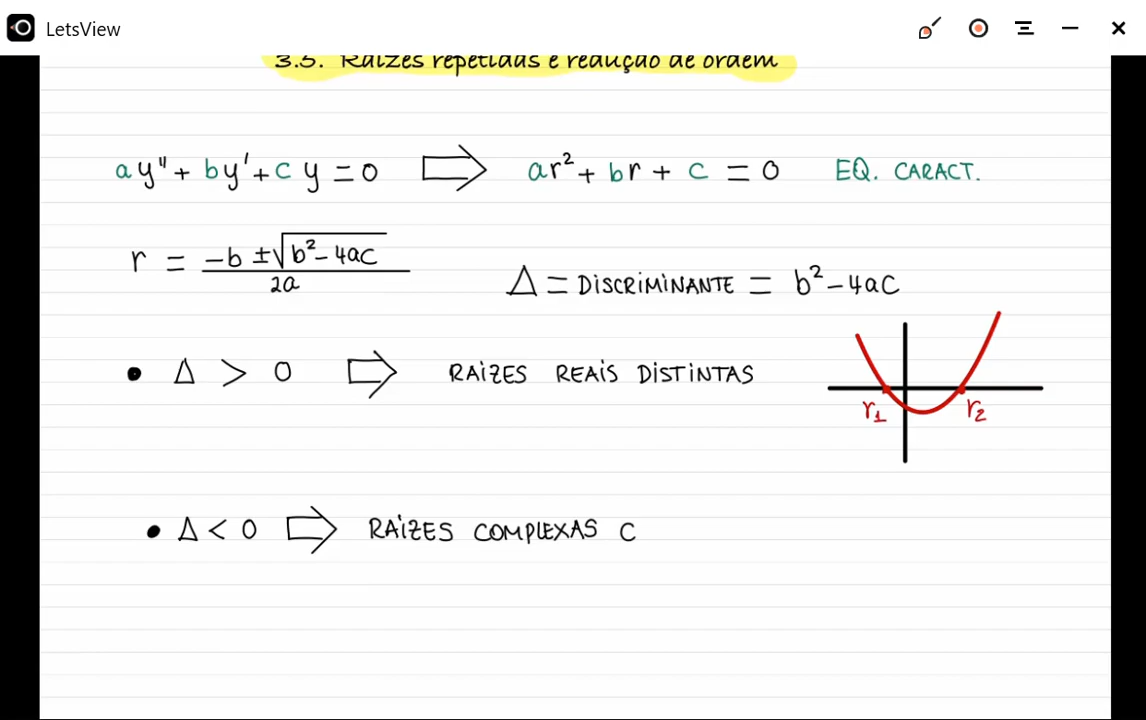 LetsView
3.5. Raízes repetidas e redução de ordem
ay" + by' + cy = 0 ⇨ ar² + br + c = 0 EQ. CARACT.
r = (-b ± √(b² - 4ac)) / 2a
Δ = DISCRIMINANTE = b² - 4ac
• Δ > 0 ⇨ RAÍZES REAIS DISTINTAS
r₁ r₂
• Δ < 0 ⇨ RAÍZES COMPLEXAS C